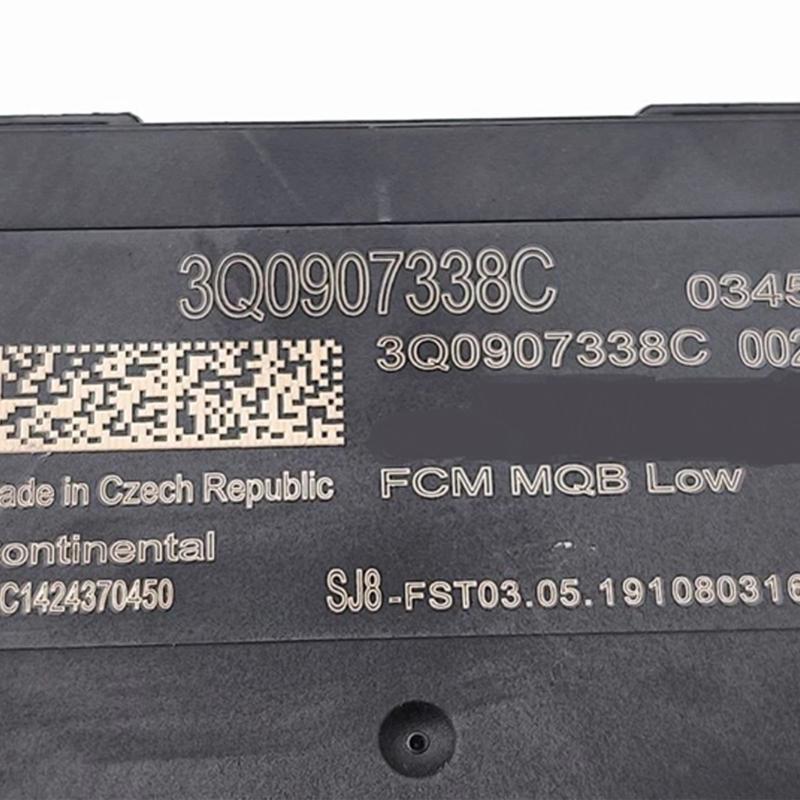 3Q0907338C 0345
3Q0907338C 002
ade in Czech Republic
FCM MQB Low
ontinental
C1424370450
SJ8-FST03.05.191080316